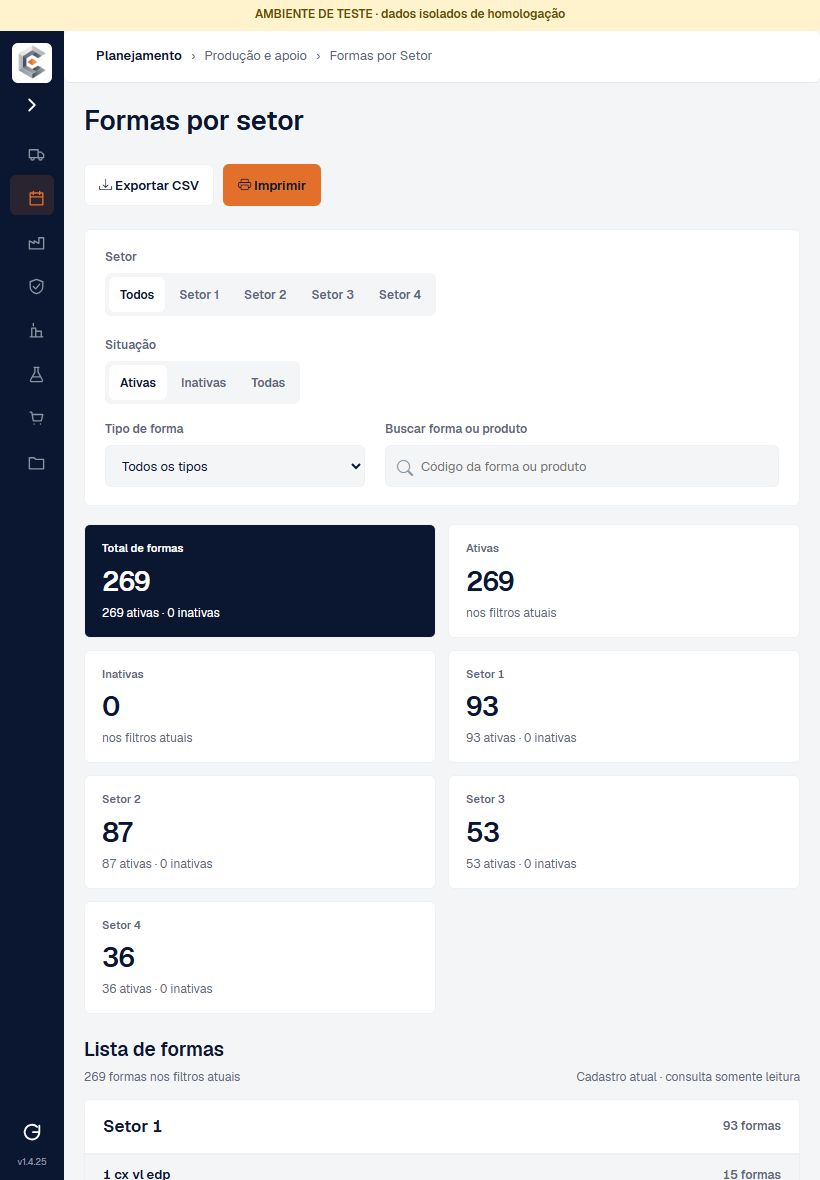 AMBIENTE DE TESTE · dados isolados de homologação
Planejamento › Produção e apoio › Formas por Setor
Formas por setor
Exportar CSV
Imprimir
Setor
Todos Setor 1 Setor 2 Setor 3 Setor 4
Situação
Ativas Inativas Todas
Tipo de forma
Buscar forma ou produto
Todos os tipos
Código da forma ou produto
Total de formas
269
269 ativas · 0 inativas
Ativas
269
nos filtros atuais
Inativas
0
nos filtros atuais
Setor 1
93
93 ativas · 0 inativas
Setor 2
87
87 ativas · 0 inativas
Setor 3
53
53 ativas · 0 inativas
Setor 4
36
36 ativas · 0 inativas
Lista de formas
269 formas nos filtros atuais
Cadastro atual · consulta somente leitura
Setor 1
93 formas
1 cx vl edp
15 formas
v1.4.25